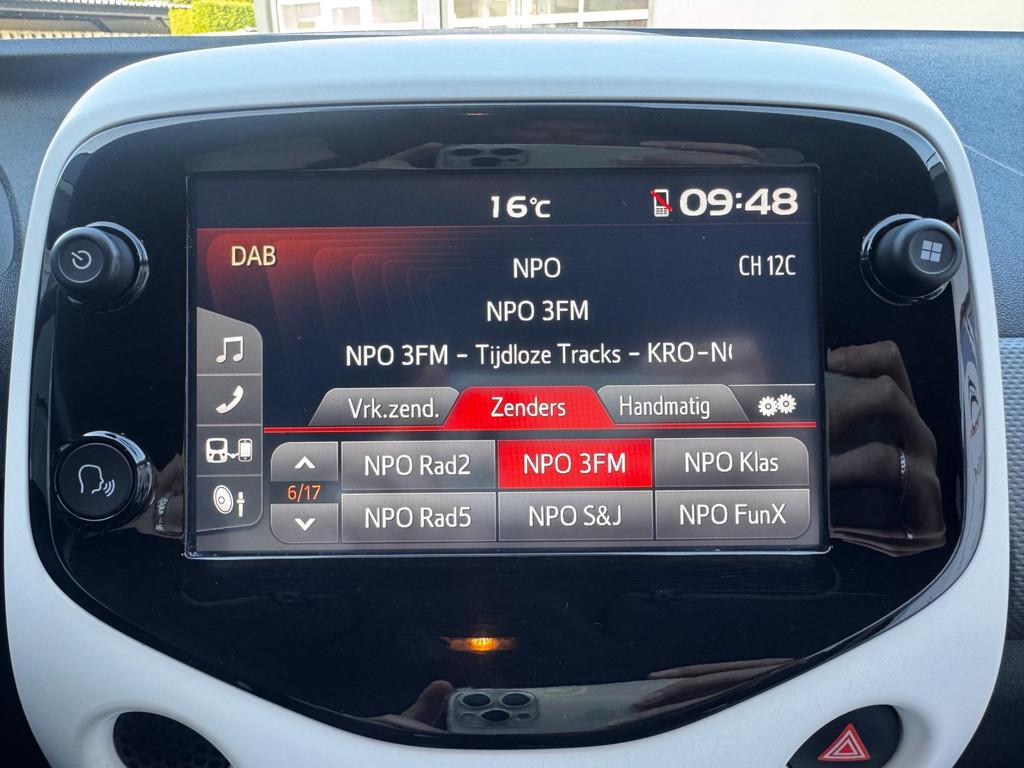 16°C 09:48
DAB
NPO CH 12C
NPO 3FM
NPO 3FM - Tijdloze Tracks - KRO-N
Vrk.zend. Zenders Handmatig
NPO Rad2 NPO 3FM NPO Klas
6/17
NPO Rad5 NPO S&J NPO FunX